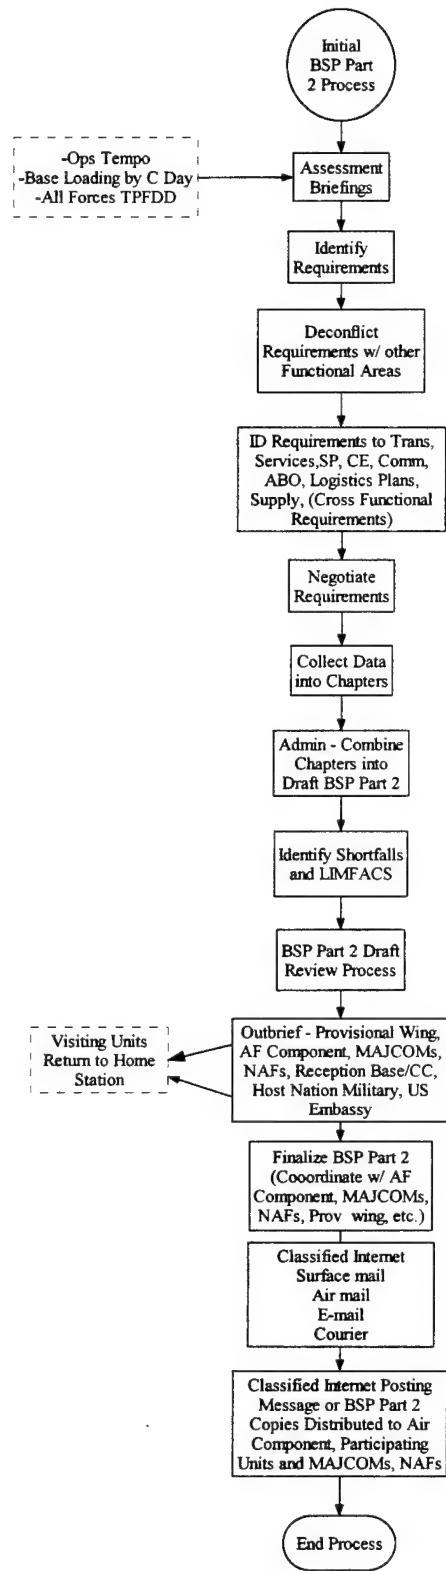 Initial
BSP Part
2 Process
-Ops Tempo
-Base Loading by C Day
-All Forces TPFDD
Assessment
Briefings
Identify
Requirements
Deconflict
Requirements w/ other
Functional Areas
ID Requirements to Trans,
Services,SP, CE, Comm,
ABO, Logistics Plans,
Supply, (Cross Functional
Requirements)
Negotiate
Requirements
Collect Data
into Chapters
Admin - Combine
Chapters into
Draft BSP Part 2
Identify Shortfalls
and LIMFACS
BSP Part 2 Draft
Review Process
Visiting Units
Return to Home
Station
Outbrief - Provisional Wing,
AF Component, MAJCOMs,
NAFs, Reception Base/CC,
Host Nation Military, US
Embassy
Finalize BSP Part 2
(Cooordinate w/ AF
Component, MAJCOMs,
NAFs, Prov wing, etc.)
Classified Internet
Surface mail
Air mail
E-mail
Courier
Classified Internet Posting
Message or BSP Part 2
Copies Distributed to Air
Component, Participating
Units and MAJCOMs, NAFs
End Process